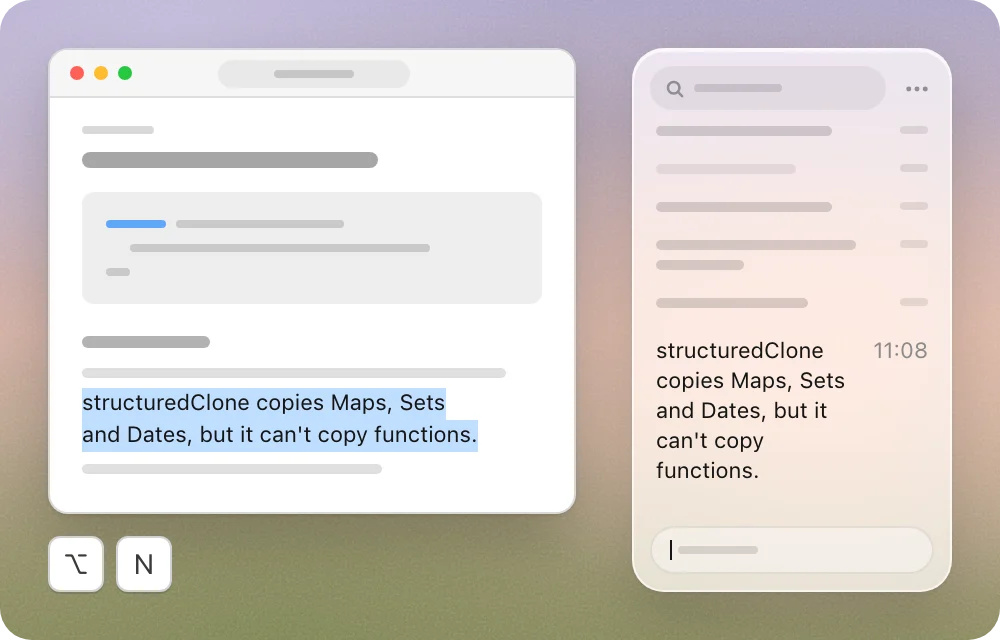 structuredClone copies Maps, Sets
and Dates, but it can't copy functions.
⌥ N
structuredClone 11:08
copies Maps, Sets
and Dates, but it
can't copy
functions.